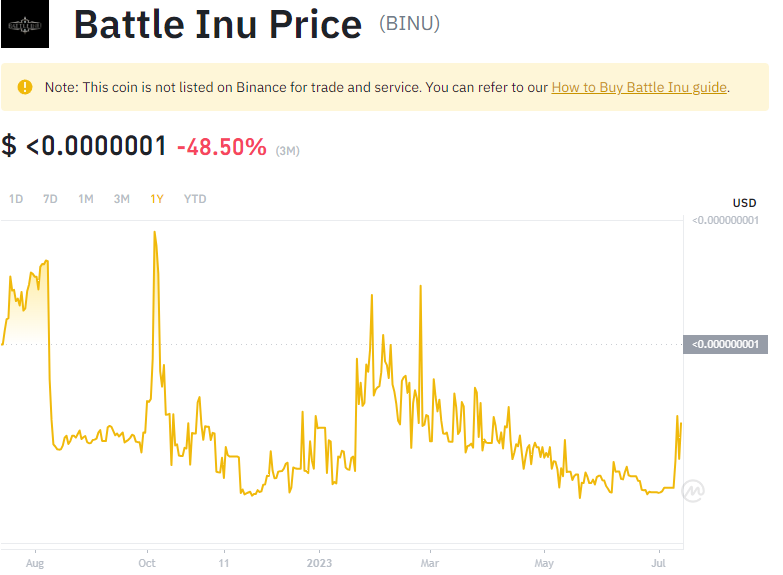 BATTLE INU
Battle Inu Price (BINU)
Note: This coin is not listed on Binance for trade and service. You can refer to our How to Buy Battle Inu guide.
$ <0.0000001 -48.50% (3M)
1D 7D 1M 3M 1Y YTD
USD
<0.000000001
<0.000000001
Aug Oct 11 2023 Mar May Jul